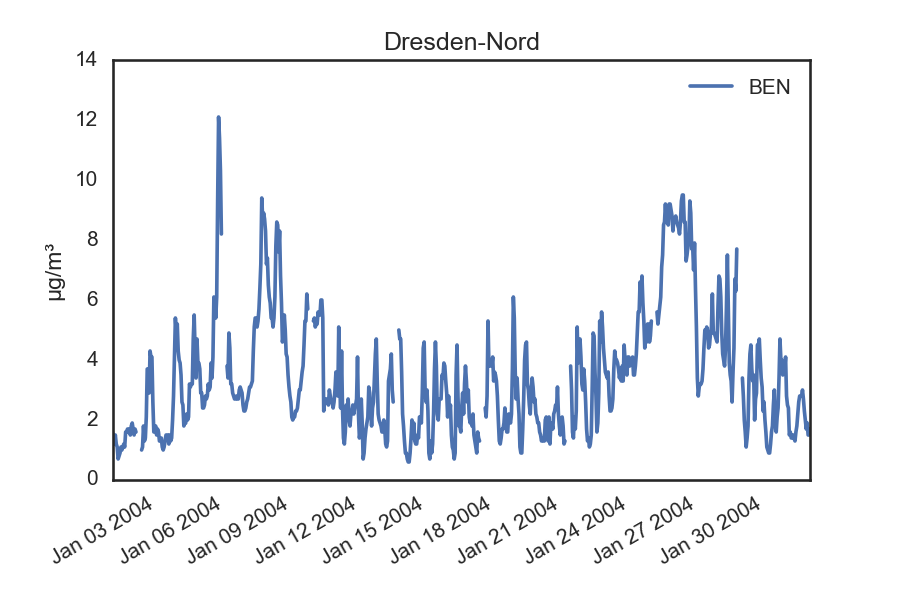 Dresden-Nord
BEN
µg/m³
14
12
10
8
6
4
2
0
Jan 03 2004
Jan 06 2004
Jan 09 2004
Jan 12 2004
Jan 15 2004
Jan 18 2004
Jan 21 2004
Jan 24 2004
Jan 27 2004
Jan 30 2004